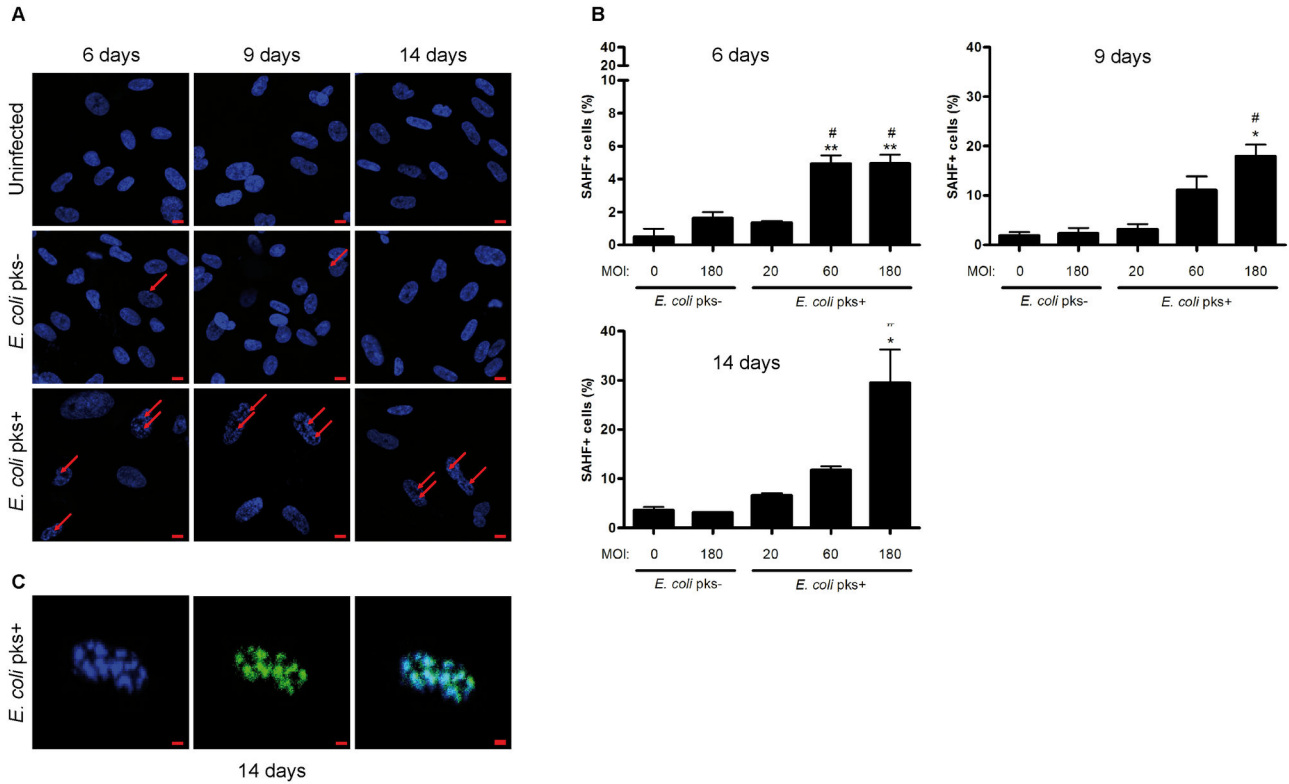 A
6 days
9 days
14 days
Uninfected
E. coli pks-
E. coli pks+
B
6 days
SAHF+ cells (%)
40
20
10
8
6
4
2
0
#
**
#
**
MOI: 0 180 20 60 180
E. coli pks- E. coli pks+
9 days
SAHF+ cells (%)
40
30
20
10
0
#
*
MOI: 0 180 20 60 180
E. coli pks- E. coli pks+
14 days
SAHF+ cells (%)
40
30
20
10
0
*
MOI: 0 180 20 60 180
E. coli pks- E. coli pks+
C
E. coli pks+
14 days